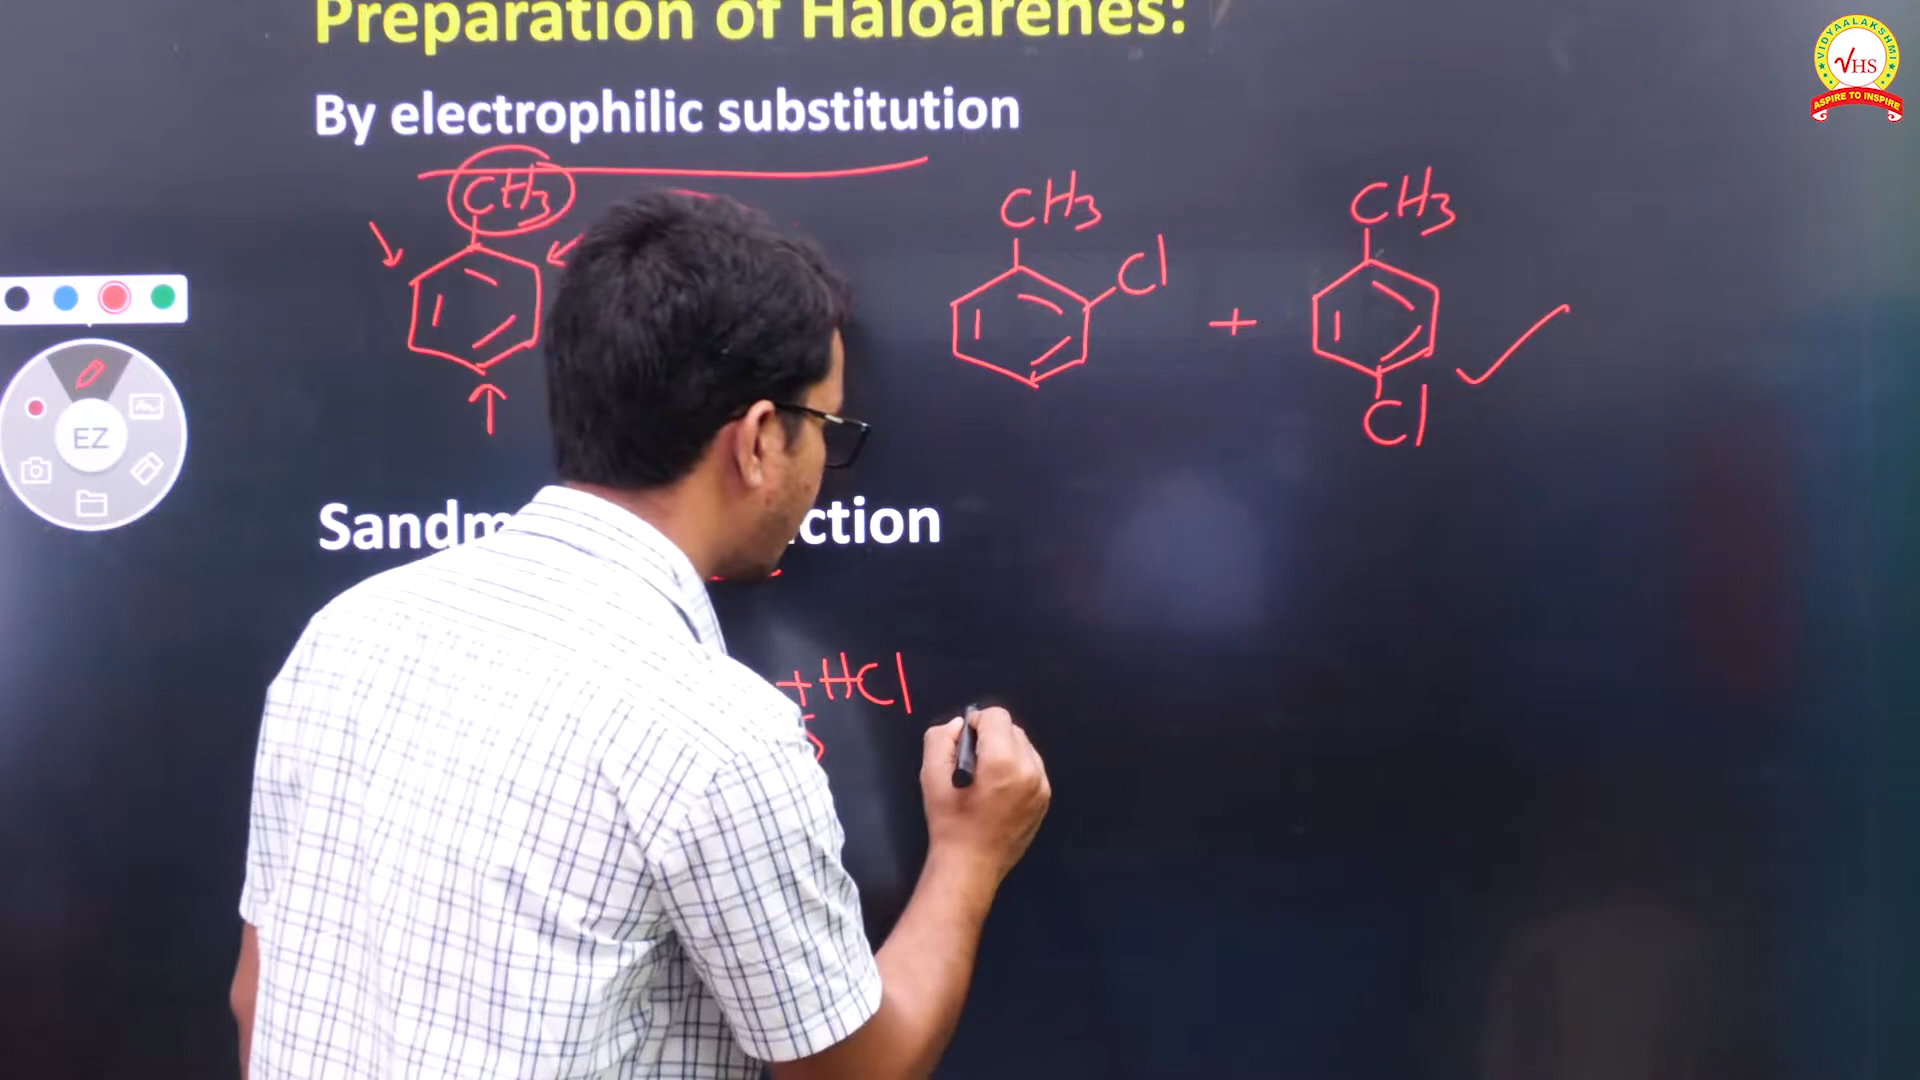 Preparation of Haloarenes:
By electrophilic substitution
CH3
CH3
CH3
Cl
+
Cl
Sandm ction
+HCl
EZ
VIDYAALAKSHMI
VHS
ASPIRE TO INSPIRE